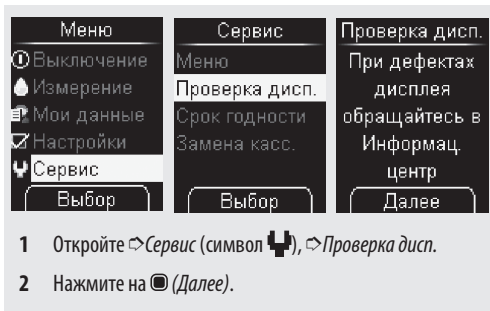 Меню
Выключение
Измерение
Мои данные
Настройки
Сервис
Выбор
Сервис
Меню
Проверка дисп.
Срок годности
Замена касс.
Выбор
Проверка дисп.
При дефектах
дисплея
обращайтесь в
Информац.
центр
Далее
1 Откройте ➯Сервис (символ ), ➯Проверка дисп.
2 Нажмите на (Далее).